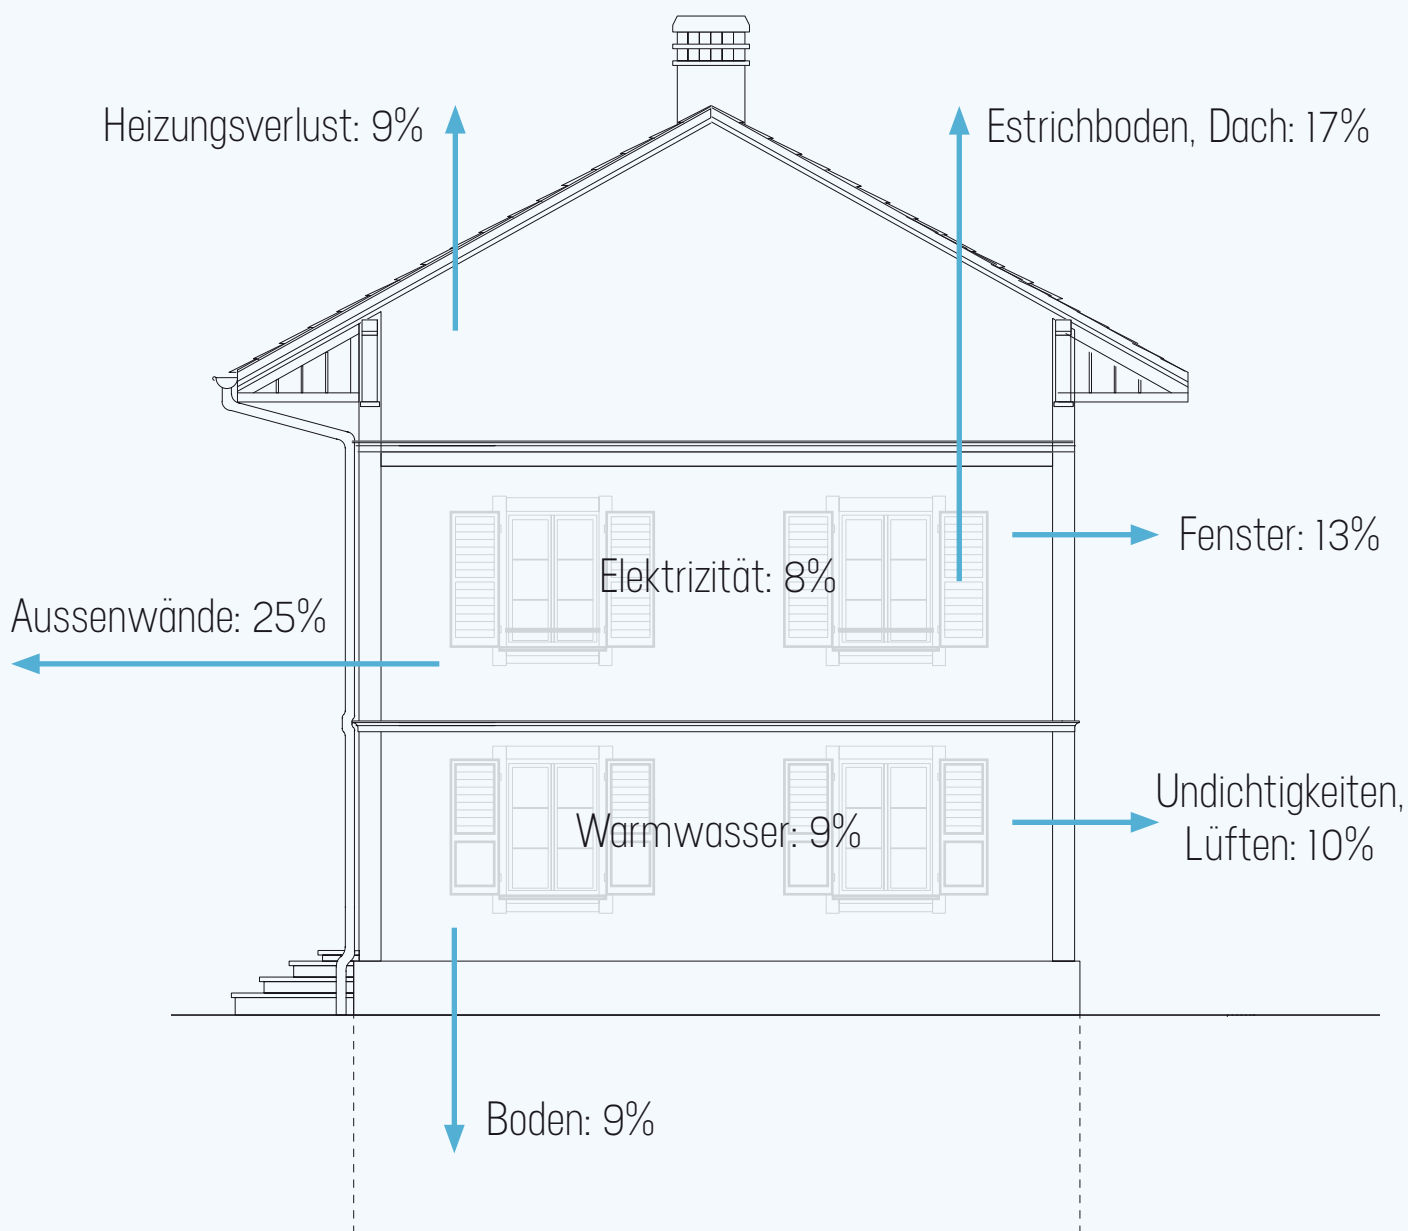 Heizungsverlust: 9%
Estrichboden, Dach: 17%
Fenster: 13%
Elektrizität: 8%
Aussenwände: 25%
Undichtigkeiten,
Lüften: 10%
Warmwasser: 9%
Boden: 9%